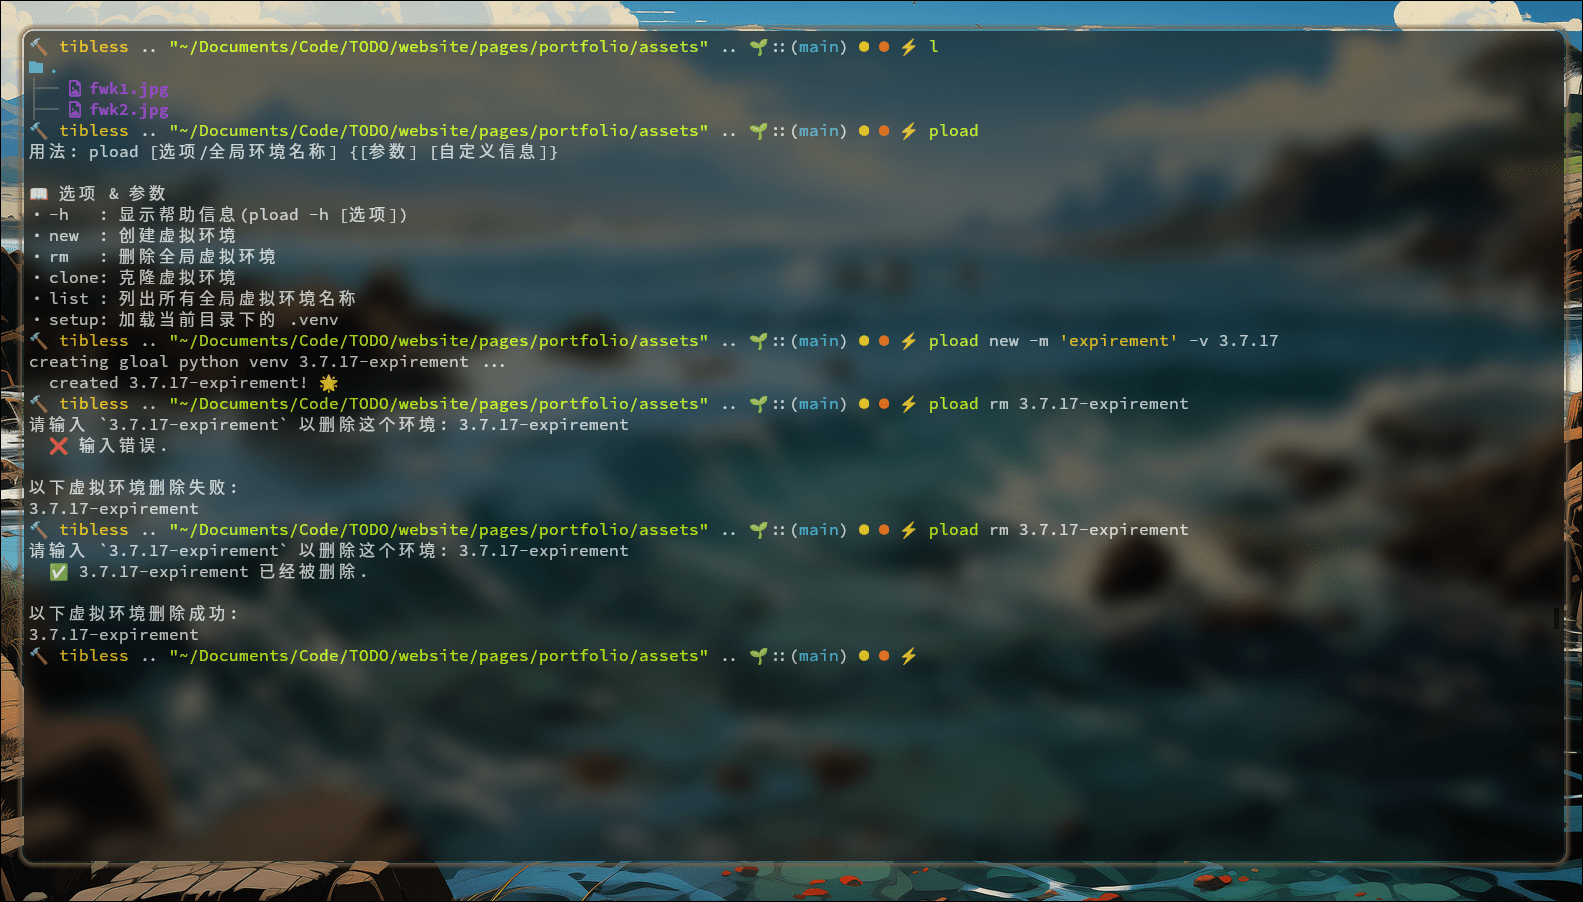 🔨 tibless .. "~/Documents/Code/TODO/website/pages/portfolio/assets" .. 🌱::(main) ● ● ⚡ l
.
├── fwk1.jpg
├── fwk2.jpg
🔨 tibless .. "~/Documents/Code/TODO/website/pages/portfolio/assets" .. 🌱::(main) ● ● ⚡ pload
用法: pload [选项/全局环境名称] {[参数] [自定义信息]}
📖 选项 & 参数
· -h   : 显示帮助信息(pload -h [选项])
· new  : 创建虚拟环境
· rm   : 删除全局虚拟环境
· clone: 克隆虚拟环境
· list : 列出所有全局虚拟环境名称
· setup: 加载当前目录下的 .venv
🔨 tibless .. "~/Documents/Code/TODO/website/pages/portfolio/assets" .. 🌱::(main) ● ● ⚡ pload new -m 'expirement' -v 3.7.17
creating gloal python venv 3.7.17-expirement ...
  created 3.7.17-expirement! 🌟
🔨 tibless .. "~/Documents/Code/TODO/website/pages/portfolio/assets" .. 🌱::(main) ● ● ⚡ pload rm 3.7.17-expirement
请输入 `3.7.17-expirement` 以删除这个环境: 3.7.17-expirement
  ❌ 输入错误.
以下虚拟环境删除失败:
3.7.17-expirement
🔨 tibless .. "~/Documents/Code/TODO/website/pages/portfolio/assets" .. 🌱::(main) ● ● ⚡ pload rm 3.7.17-expirement
请输入 `3.7.17-expirement` 以删除这个环境: 3.7.17-expirement
  ✅ 3.7.17-expirement 已经被删除.
以下虚拟环境删除成功:
3.7.17-expirement
🔨 tibless .. "~/Documents/Code/TODO/website/pages/portfolio/assets" .. 🌱::(main) ● ● ⚡